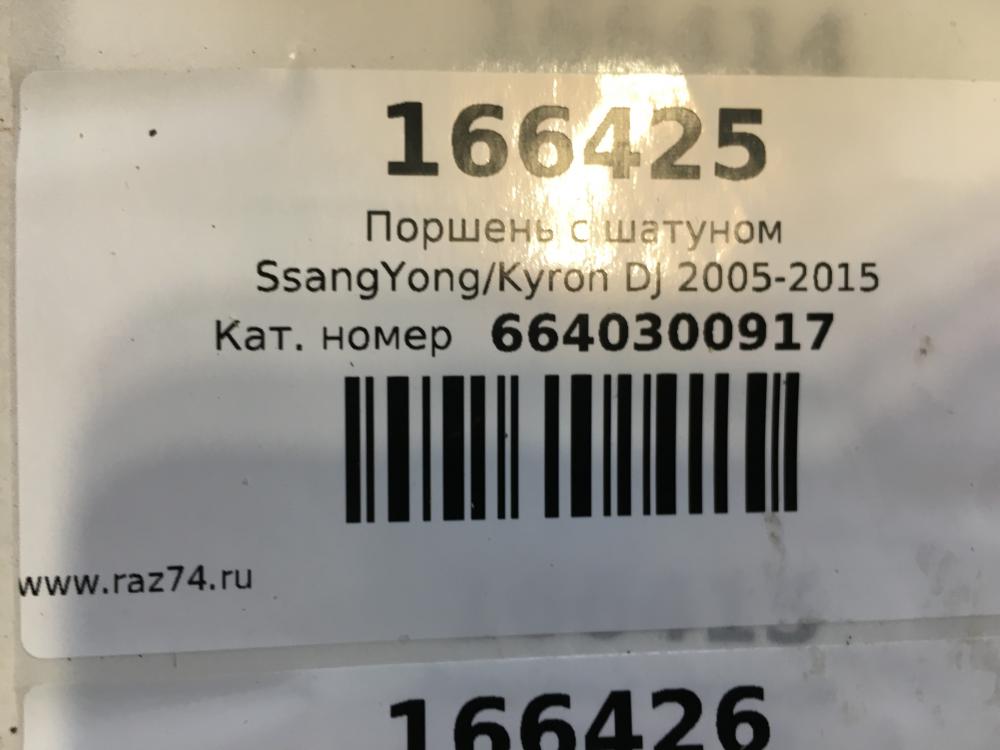 166425
Поршень с шатуном
SsangYong/Kyron DJ 2005-2015
Кат. номер 6640300917
www.raz74.ru
166426